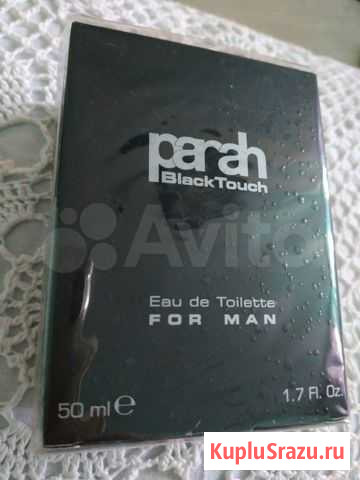 parah
BlackTouch
Avito
Eau de Toilette
FOR MAN
50 ml e 1.7 Fl. Oz.
KupluSrazu.ru